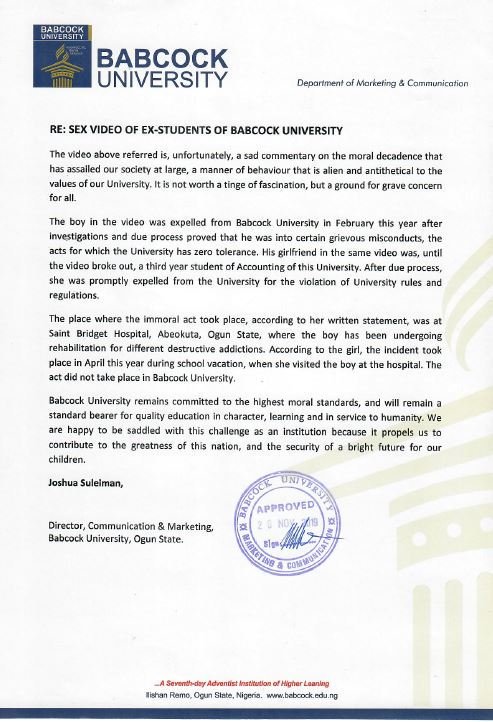 BABCOCK
UNIVERSITY
BABCOCK
UNIVERSITY
Department of Marketing & Communication
RE: SEX VIDEO OF EX-STUDENTS OF BABCOCK UNIVERSITY
The video above referred is, unfortunately, a sad commentary on the moral decadence that
has assailed our society at large, a manner of behaviour that is alien and antithetical to the
values of our University. It is not worth a tinge of fascination, but a ground for grave concern
for all.
The boy in the video was expelled from Babcock University in February this year after
investigations and due process proved that he was into certain grievous misconducts, the
acts for which the University has zero tolerance. His girlfriend in the same video was, until
the video broke out, a third year student of Accounting of this University. After due process,
she was promptly expelled from the University for the violation of University rules and
regulations.
The place where the immoral act took place, according to her written statement, was at
Saint Bridget Hospital, Abeokuta, Ogun State, where the boy has been undergoing
rehabilitation for different destructive addictions. According to the girl, the incident took
place in April this year during school vacation, when she visited the boy at the hospital. The
act did not take place in Babcock University.
Babcock University remains committed to the highest moral standards, and will remain a
standard bearer for quality education in character, learning and in service to humanity. We
are happy to be saddled with this challenge as an institution because it propels us to
contribute to the greatness of this nation, and the security of a bright future for our
children.
Joshua Suleiman,
Director, Communication & Marketing,
Babcock University, Ogun State.
BABCOCK UNIVERSITY
APPROVED
20 NOV 2019
Sign
MARKETING & COMMUNICATION
...A Seventh-day Adventist Institution of Higher Leaning
Ilishan Remo, Ogun State, Nigeria. www.babcock.edu.ng